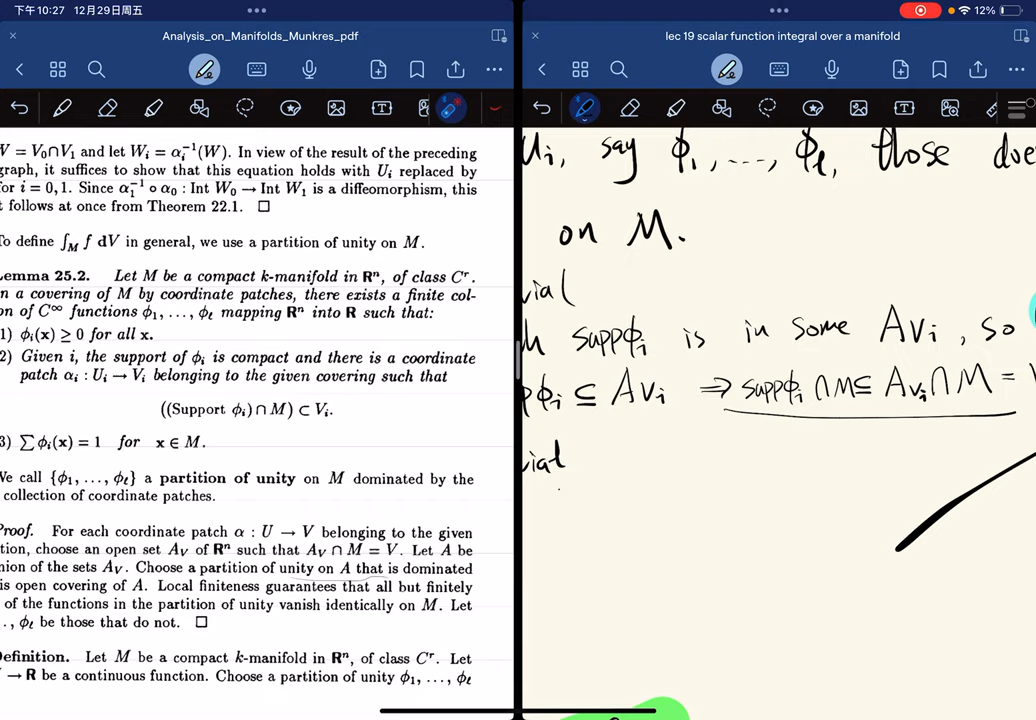 下午10:27 12月29日周五
12%
Analysis_on_Manifolds_Munkres_pdf
lec 19 scalar function integral over a manifold
V = V₀∩V₁ and let Wᵢ = αᵢ⁻¹(W). In view of the result of the preceding
graph, it suffices to show that this equation holds with Uᵢ replaced by
for i = 0,1. Since α₁⁻¹ ∘ α₀ : Int W₀ → Int W₁ is a diffeomorphism, this
t follows at once from Theorem 22.1. □
To define ∫_M f dV in general, we use a partition of unity on M.
emma 25.2. Let M be a compact k-manifold in Rⁿ, of class Cʳ.
n a covering of M by coordinate patches, there exists a finite col-
on of C^∞ functions ϕ₁, . . . , ϕ_ℓ mapping Rⁿ into R such that:
1) ϕᵢ(x) ≥ 0 for all x.
2) Given i, the support of ϕᵢ is compact and there is a coordinate
patch αᵢ : Uᵢ → Vᵢ belonging to the given covering such that
((Support ϕᵢ) ∩ M) ⊂ Vᵢ.
3) ∑ ϕᵢ(x) = 1 for x ∈ M.
We call {ϕ₁, . . . , ϕ_ℓ} a partition of unity on M dominated by the
collection of coordinate patches.
Proof. For each coordinate patch α : U → V belonging to the given
tion, choose an open set A_V of Rⁿ such that A_V ∩ M = V. Let A be
nion of the sets A_V. Choose a partition of unity on A that is dominated
is open covering of A. Local finiteness guarantees that all but finitely
of the functions in the partition of unity vanish identically on M. Let
. . , ϕ_ℓ be those that do not. □
Definition. Let M be a compact k-manifold in Rⁿ, of class Cʳ. Let
→ R be a continuous function. Choose a partition of unity ϕ₁, . . . , ϕ_ℓ
Uᵢ, say ϕ₁, ..., ϕ_ℓ, those does
on M.
vial
suppϕᵢ is in some A_Vᵢ, so
pϕᵢ ⊆ A_Vᵢ ⇒ suppϕᵢ ∩ M ⊆ A_Vᵢ ∩ M =
vial